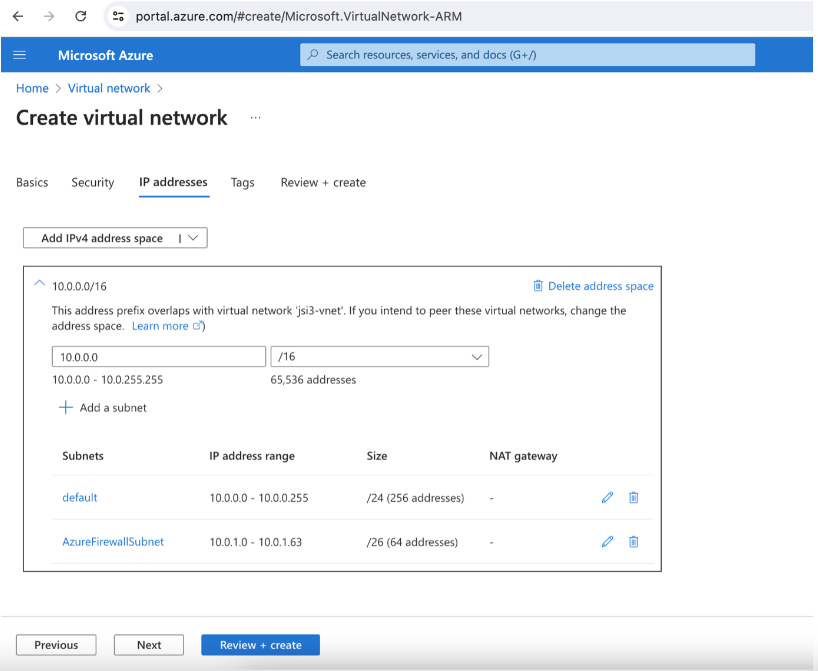 portal.azure.com/#create/Microsoft.VirtualNetwork-ARM
Microsoft Azure
Search resources, services, and docs (G+/)
Home > Virtual network >
Create virtual network ...
Basics Security IP addresses Tags Review + create
Add IPv4 address space |
10.0.0.0/16 Delete address space
This address prefix overlaps with virtual network 'jsi3-vnet'. If you intend to peer these virtual networks, change the
address space. Learn more )
10.0.0.0 /16
10.0.0.0 - 10.0.255.255 65,536 addresses
+ Add a subnet
Subnets IP address range Size NAT gateway
default 10.0.0.0 - 10.0.0.255 /24 (256 addresses) -
AzureFirewallSubnet 10.0.1.0 - 10.0.1.63 /26 (64 addresses) -
Previous Next Review + create